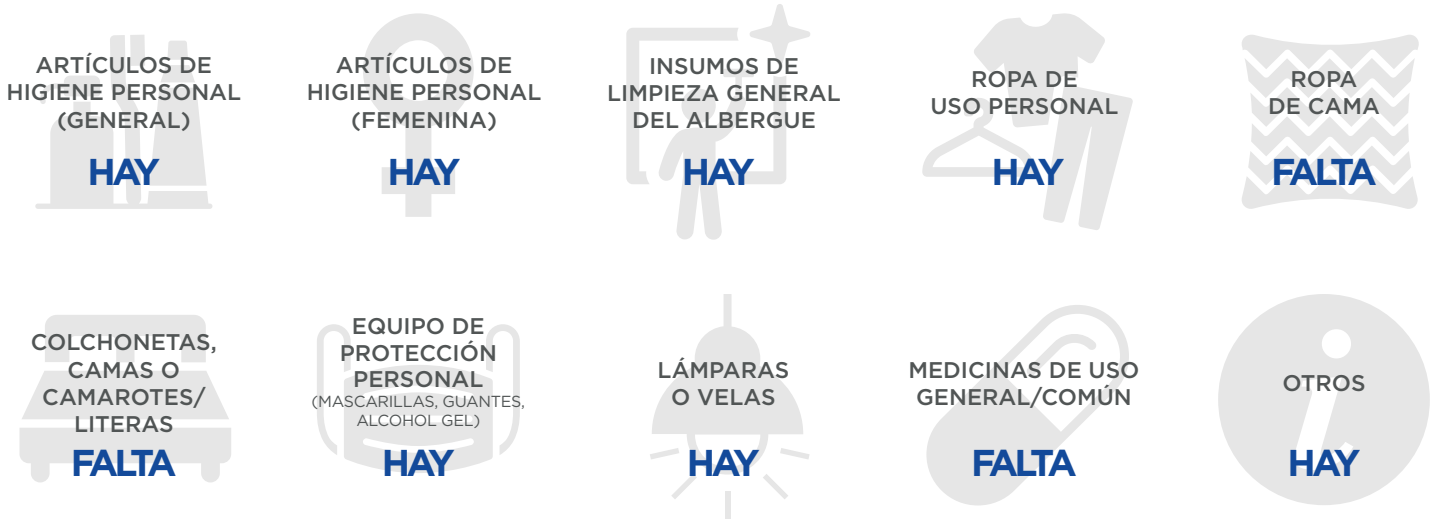 ARTÍCULOS DE
HIGIENE PERSONAL
(GENERAL)
HAY
ARTÍCULOS DE
HIGIENE PERSONAL
(FEMENINA)
HAY
INSUMOS DE
LIMPIEZA GENERAL
DEL ALBERGUE
HAY
ROPA DE
USO PERSONAL
HAY
ROPA
DE CAMA
FALTA
COLCHONETAS,
CAMAS O
CAMAROTES/
LITERAS
FALTA
EQUIPO DE
PROTECCIÓN
PERSONAL
(MASCARILLAS, GUANTES,
ALCOHOL GEL)
HAY
LÁMPARAS
O VELAS
HAY
MEDICINAS DE USO
GENERAL/COMÚN
FALTA
OTROS
HAY